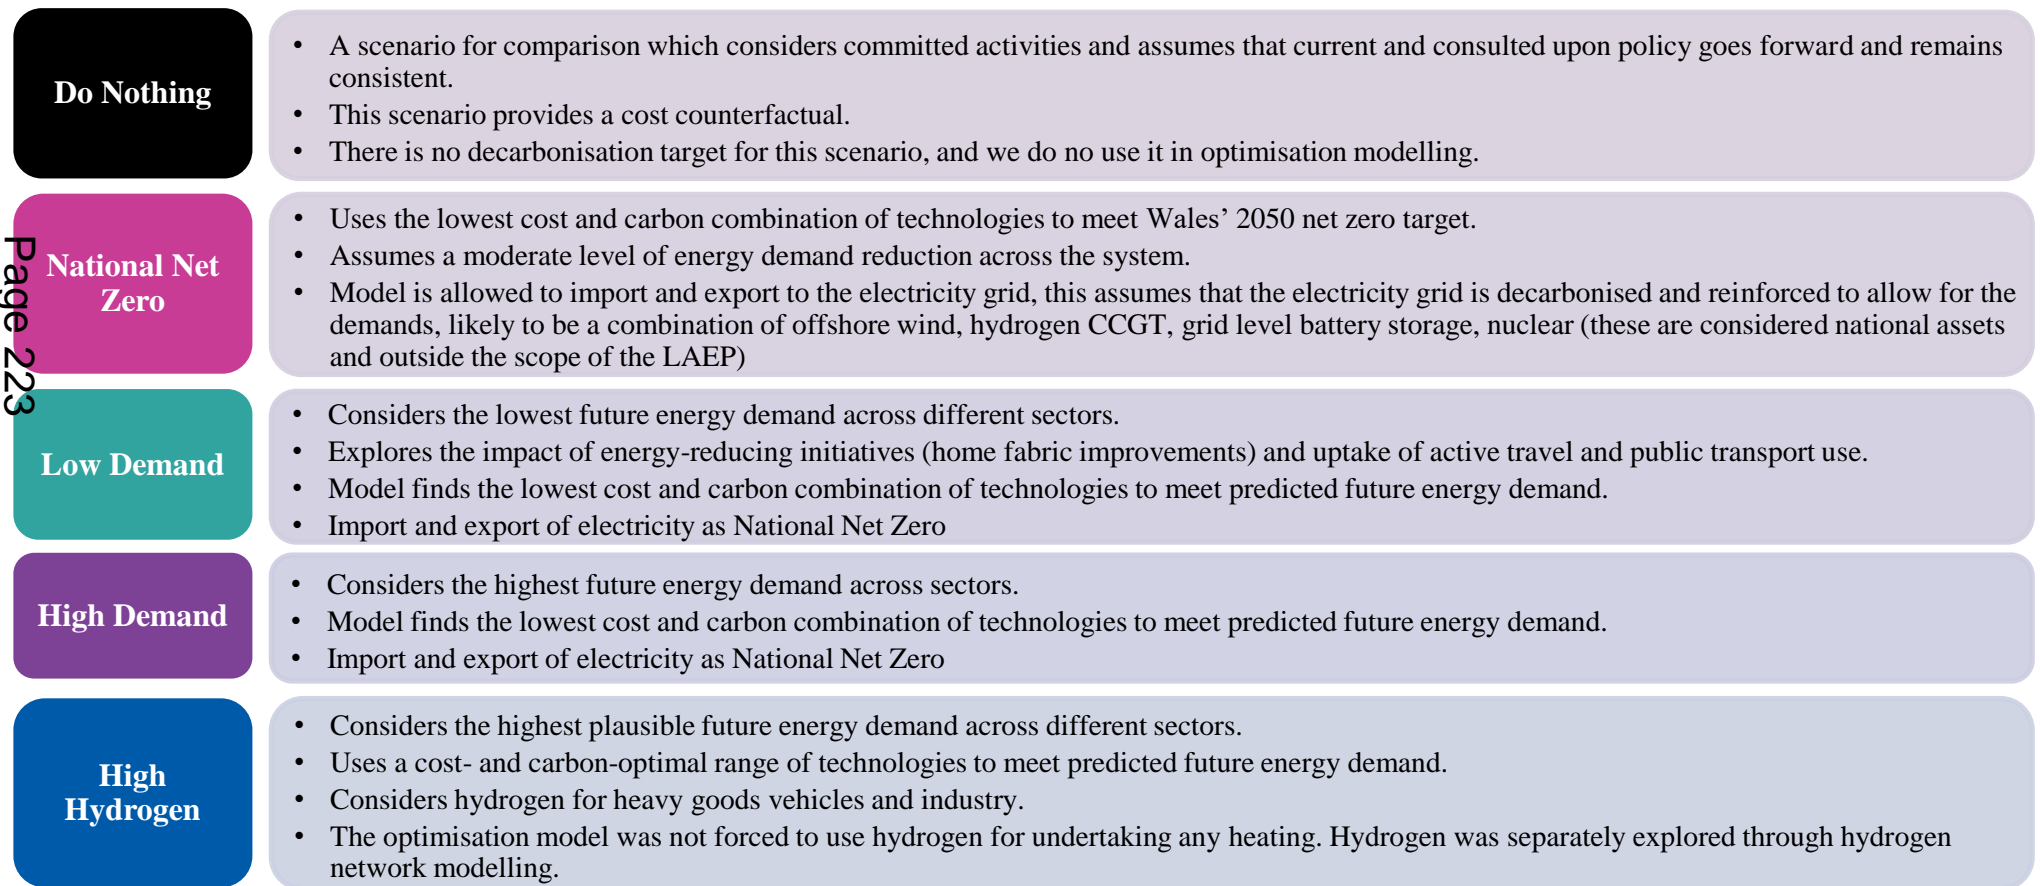 Do Nothing
• A scenario for comparison which considers committed activities and assumes that current and consulted upon policy goes forward and remains
consistent.
• This scenario provides a cost counterfactual.
• There is no decarbonisation target for this scenario, and we do no use it in optimisation modelling.
National Net
Zero
• Uses the lowest cost and carbon combination of technologies to meet Wales’ 2050 net zero target.
• Assumes a moderate level of energy demand reduction across the system.
• Model is allowed to import and export to the electricity grid, this assumes that the electricity grid is decarbonised and reinforced to allow for the
demands, likely to be a combination of offshore wind, hydrogen CCGT, grid level battery storage, nuclear (these are considered national assets
and outside the scope of the LAEP)
Page 223
Low Demand
• Considers the lowest future energy demand across different sectors.
• Explores the impact of energy-reducing initiatives (home fabric improvements) and uptake of active travel and public transport use.
• Model finds the lowest cost and carbon combination of technologies to meet predicted future energy demand.
• Import and export of electricity as National Net Zero
High Demand
• Considers the highest future energy demand across sectors.
• Model finds the lowest cost and carbon combination of technologies to meet predicted future energy demand.
• Import and export of electricity as National Net Zero
High
Hydrogen
• Considers the highest plausible future energy demand across different sectors.
• Uses a cost- and carbon-optimal range of technologies to meet predicted future energy demand.
• Considers hydrogen for heavy goods vehicles and industry.
• The optimisation model was not forced to use hydrogen for undertaking any heating. Hydrogen was separately explored through hydrogen
network modelling.